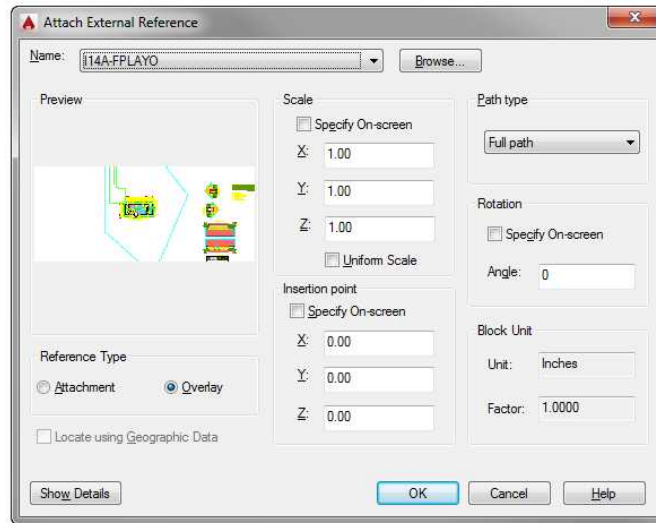 Attach External Reference
Name: I14A-FPLAYO Browse...
Preview
Reference Type
Attachment Overlay
Locate using Geographic Data
Scale
Specify On-screen
X: 1.00
Y: 1.00
Z: 1.00
Uniform Scale
Insertion point
Specify On-screen
X: 0.00
Y: 0.00
Z: 0.00
Path type
Full path
Rotation
Specify On-screen
Angle: 0
Block Unit
Unit: Inches
Factor: 1.0000
Show Details OK Cancel Help